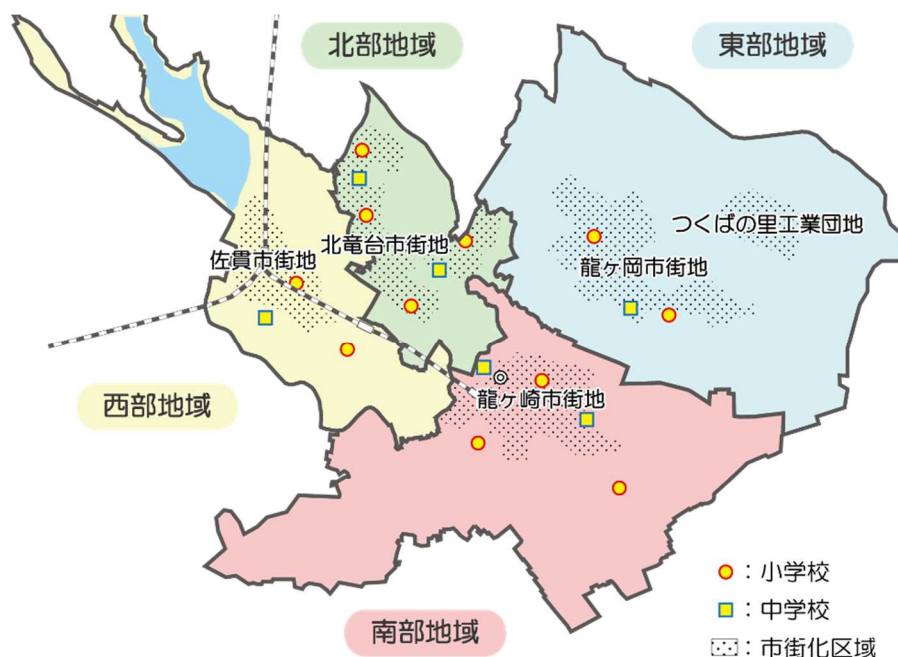 北部地域
東部地域
つくばの里工業団地
北竜台市街地
佐貫市街地
龍ヶ岡市街地
西部地域
龍ヶ崎市街地
：小学校
：中学校
：市街化区域
南部地域